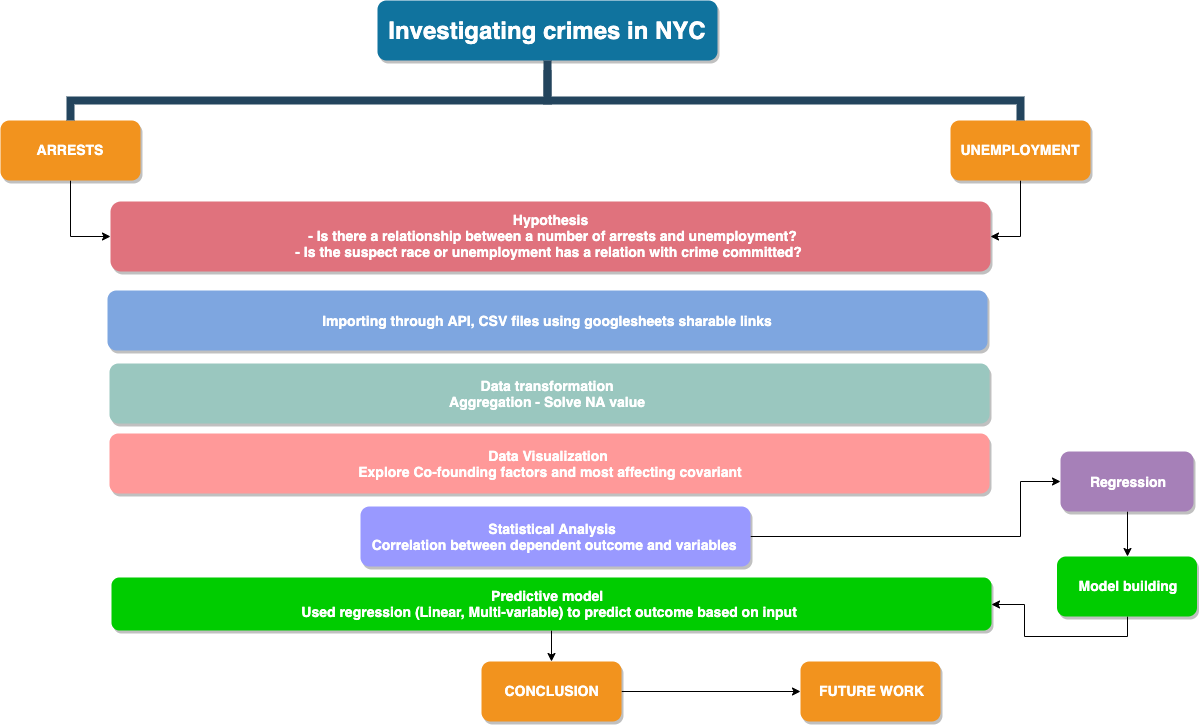 Investigating crimes in NYC
ARRESTS
UNEMPLOYMENT
Hypothesis
- Is there a relationship between a number of arrests and unemployment?
- Is the suspect race or unemployment has a relation with crime committed?
Importing through API, CSV files using googlesheets sharable links
Data transformation
Aggregation - Solve NA value
Data Visualization
Explore Co-founding factors and most affecting covariant
Regression
Statistical Analysis
Correlation between dependent outcome and variables
Model building
Predictive model
Used regression (Linear, Multi-variable) to predict outcome based on input
CONCLUSION
FUTURE WORK